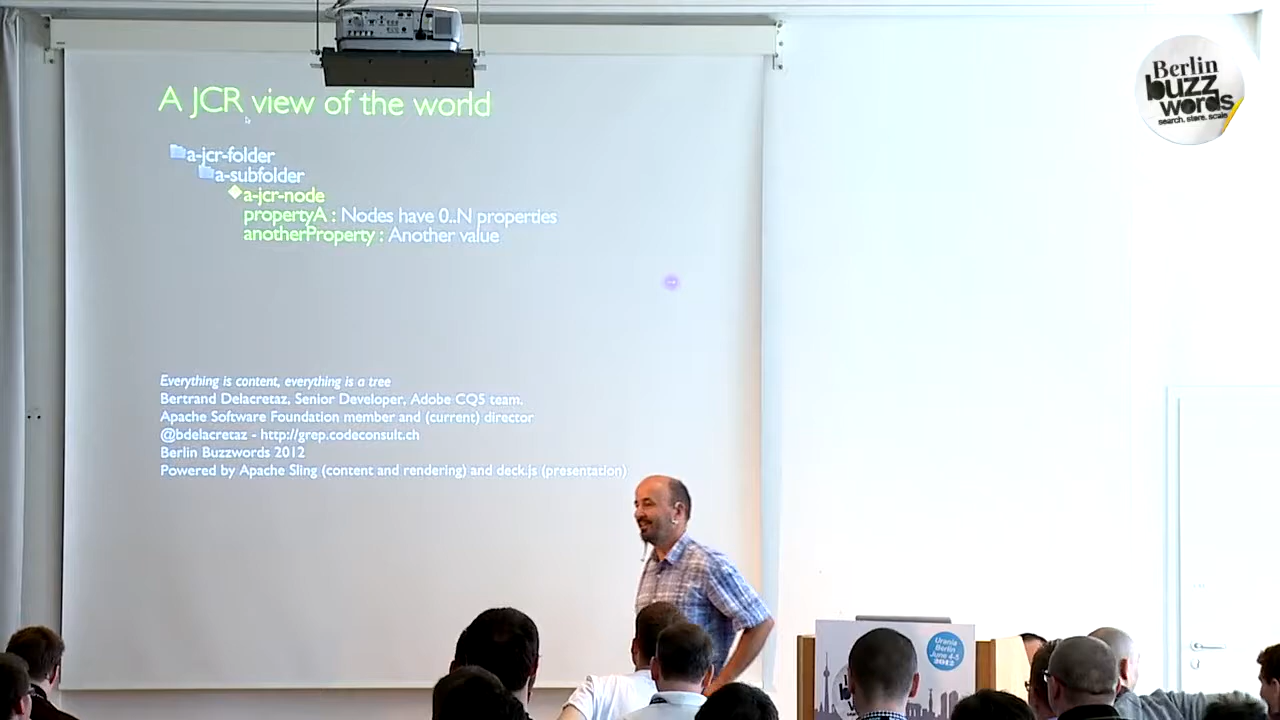 A JCR view of the world
a-jcr-folder
a-subfolder
a-jcr-node
propertyA : Nodes have 0..N properties
anotherProperty : Another value
Everything is content, everything is a tree
Bertrand Delacretaz, Senior Developer, Adobe CQ5 team.
Apache Software Foundation member and (current) director
@bdelacretaz - http://grep.codeconsult.ch
Berlin Buzzwords 2012
Powered by Apache Sling (content and rendering) and deck.js (presentation)
Berlin
buzz
words
search. store. scale
Urania
Berlin
June 4-5
2012